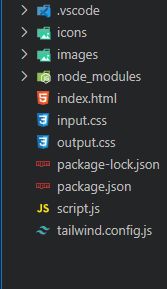 .vscode
icons
images
node_modules
index.html
input.css
output.css
package-lock.json
package.json
JS script.js
tailwind.config.js